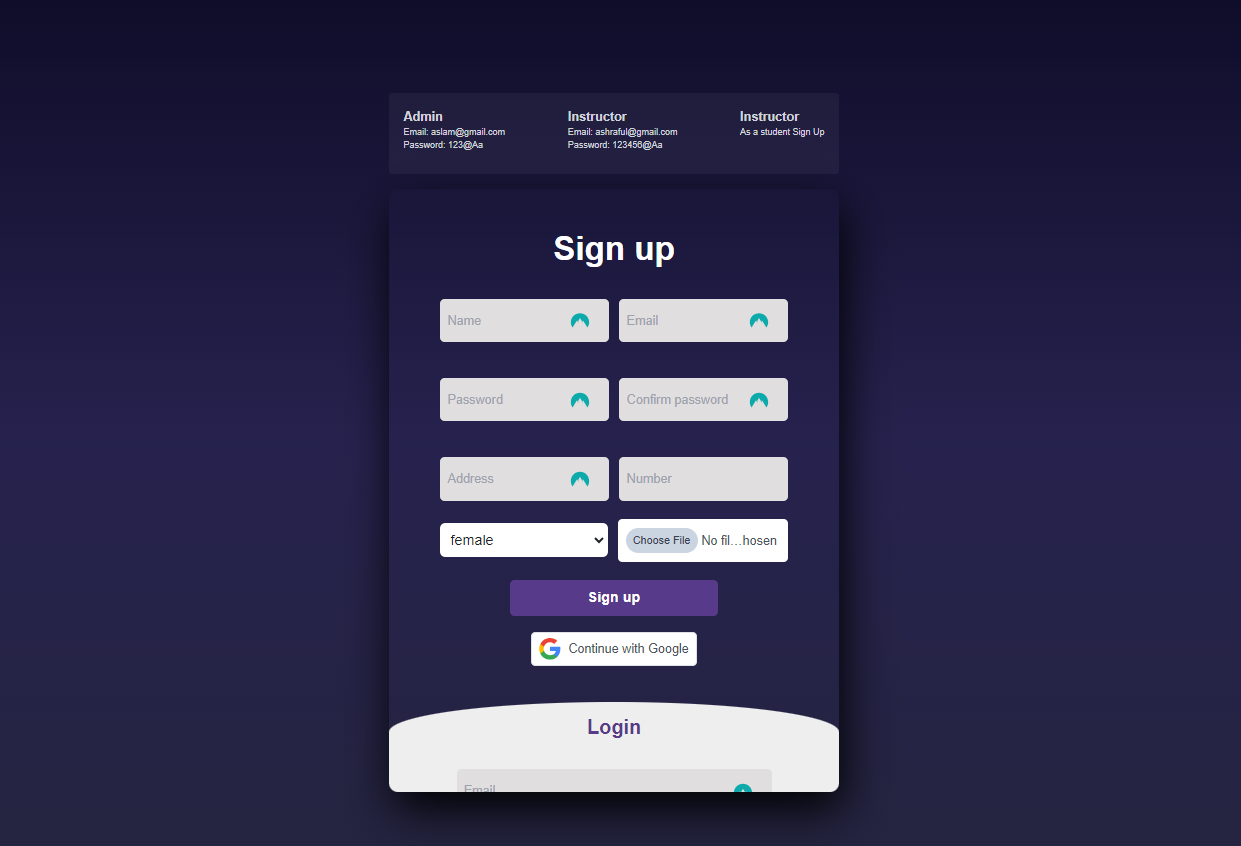 Admin
Email: aslam@gmail.com
Password: 123@Aa
Instructor
Email: ashraful@gmail.com
Password: 123456@Aa
Instructor
As a student Sign Up
Sign up
Name
Email
Password
Confirm password
Address
Number
female
Choose File No fil…hosen
Sign up
Continue with Google
Login
Email